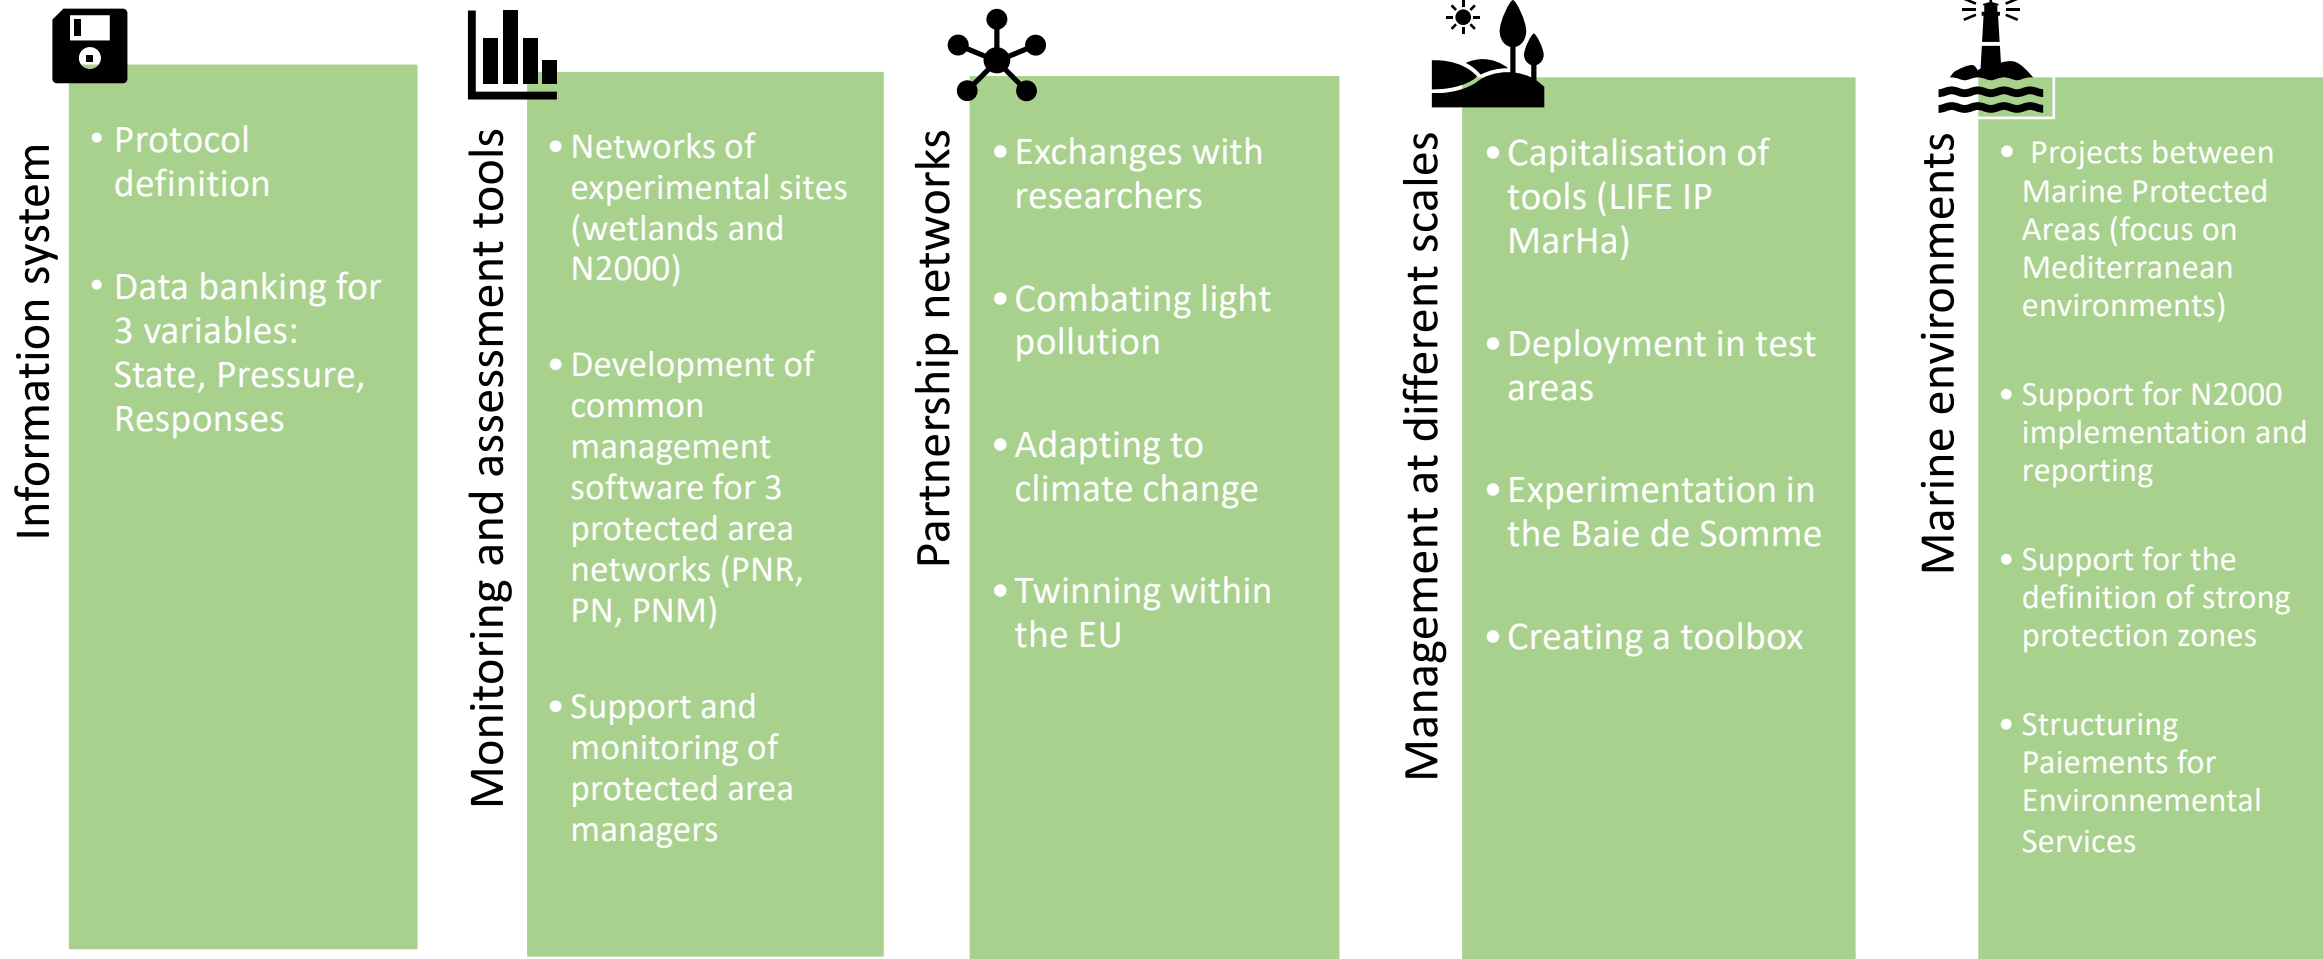 Information system
• Protocol
definition
• Data banking for
3 variables:
State, Pressure,
Responses
Monitoring and assessment tools
• Networks of
experimental sites
(wetlands and
N2000)
• Development of
common
management
software for 3
protected area
networks (PNR,
PN, PNM)
• Support and
monitoring of
protected area
managers
Partnership networks
• Exchanges with
researchers
• Combating light
pollution
• Adapting to
climate change
• Twinning within
the EU
Management at different scales
• Capitalisation of
tools (LIFE IP
MarHa)
• Deployment in test
areas
• Experimentation in
the Baie de Somme
• Creating a toolbox
Marine environments
• Projects between
Marine Protected
Areas (focus on
Mediterranean
environments)
• Support for N2000
implementation and
reporting
• Support for the
definition of strong
protection zones
• Structuring
Paiements for
Environnemental
Services